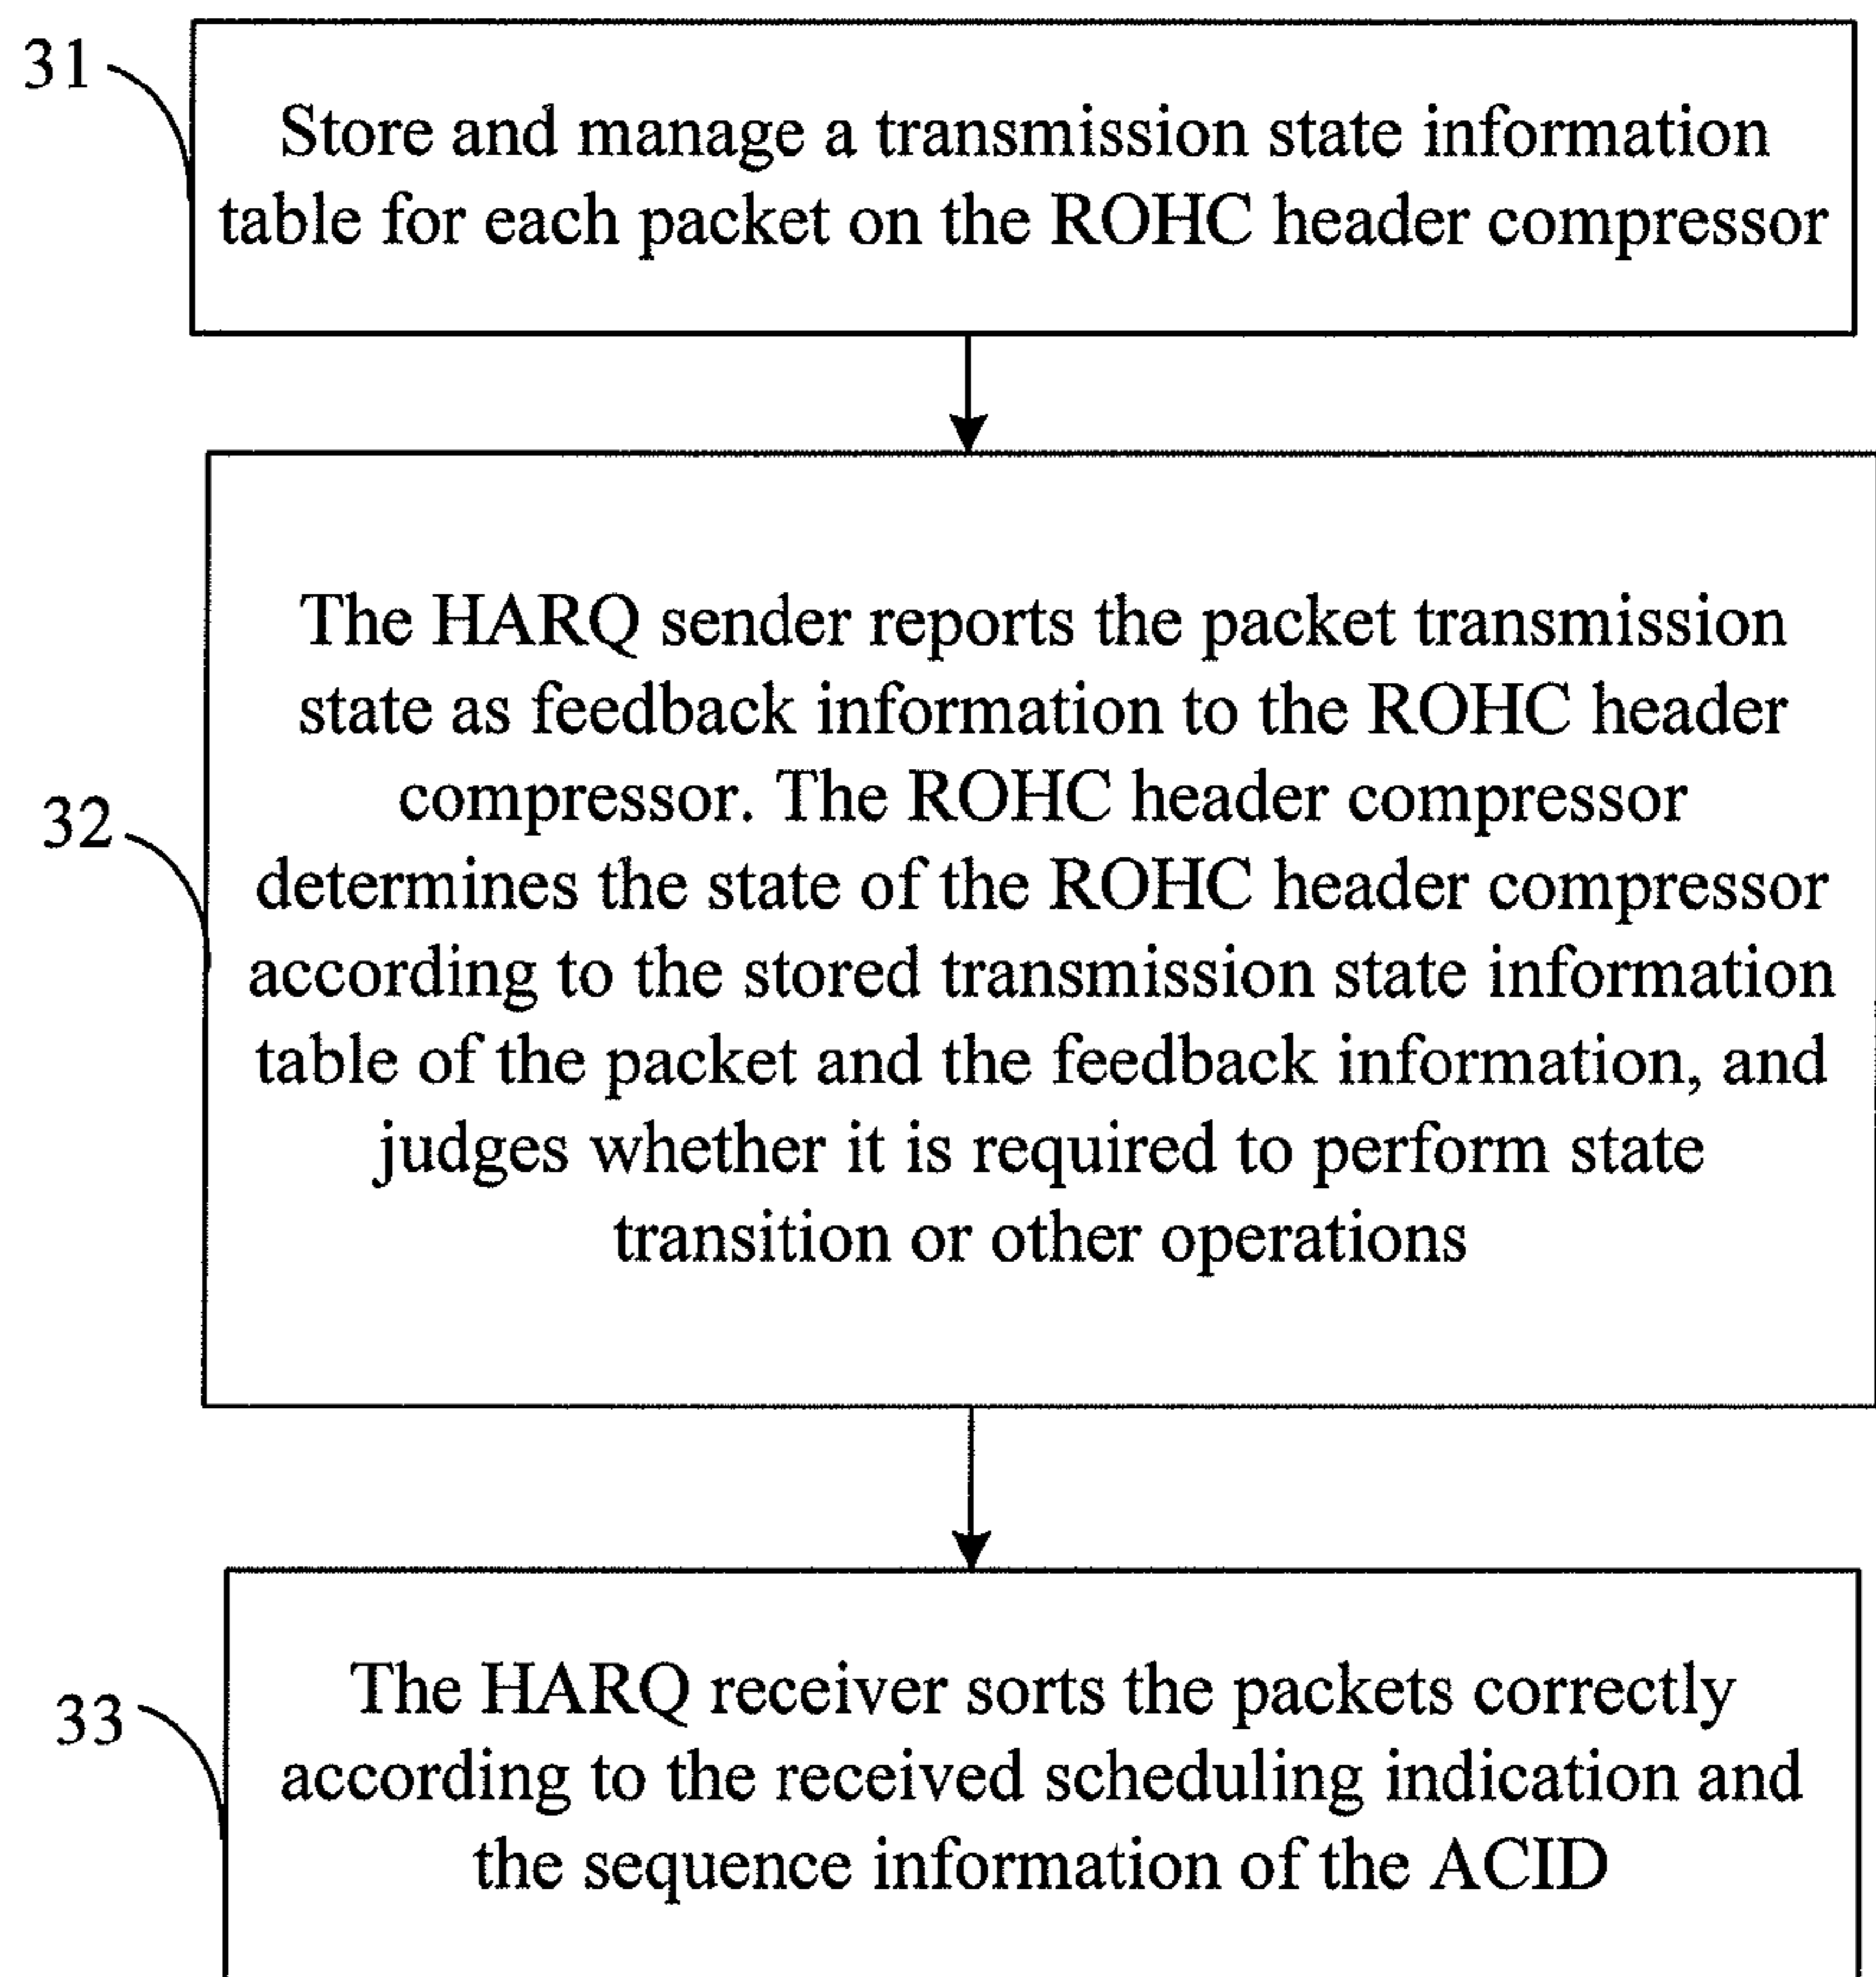 31
Store and manage a transmission state information
table for each packet on the ROHC header compressor
32
The HARQ sender reports the packet transmission
state as feedback information to the ROHC header
compressor. The ROHC header compressor
determines the state of the ROHC header compressor
according to the stored transmission state information
table of the packet and the feedback information, and
judges whether it is required to perform state
transition or other operations
33
The HARQ receiver sorts the packets correctly
according to the received scheduling indication and
the sequence information of the ACID